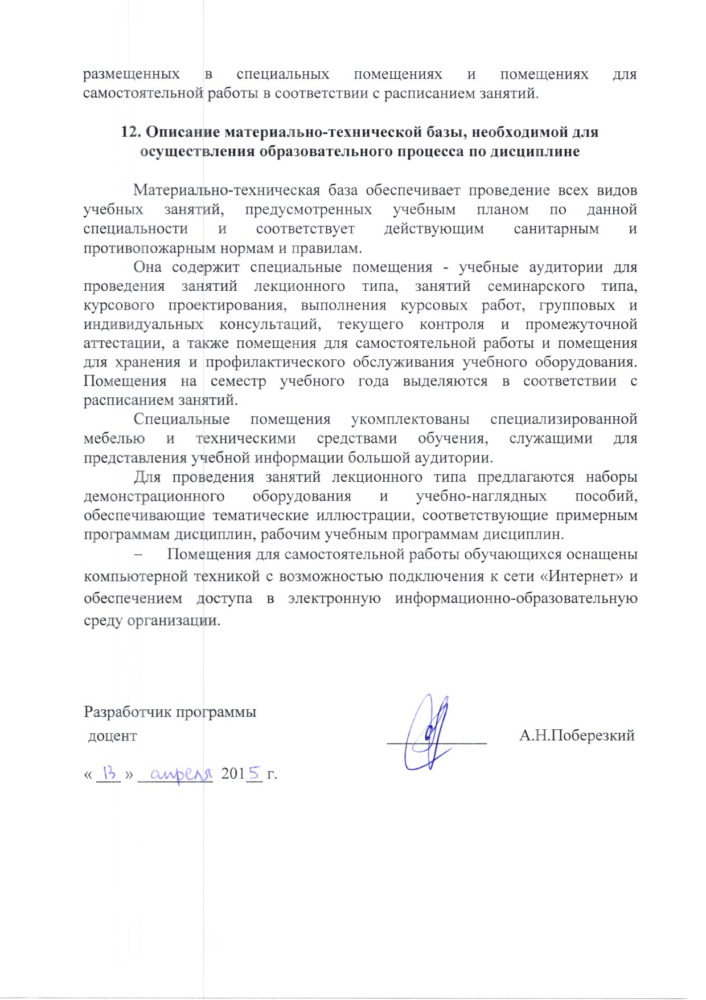 размещенных в специальных помещениях и помещениях для
самостоятельной работы в соответствии с расписанием занятий.
12. Описание материально-технической базы, необходимой для
осуществления образовательного процесса по дисциплине
Материально-техническая база обеспечивает проведение всех видов
учебных занятий, предусмотренных учебным планом по данной
специальности и соответствует действующим санитарным и
противопожарным нормам и правилам.
Она содержит специальные помещения - учебные аудитории для
проведения занятий лекционного типа, занятий семинарского типа,
курсового проектирования, выполнения курсовых работ, групповых и
индивидуальных консультаций, текущего контроля и промежуточной
аттестации, а также помещения для самостоятельной работы и помещения
для хранения и профилактического обслуживания учебного оборудования.
Помещения на семестр учебного года выделяются в соответствии с
расписанием занятий.
Специальные помещения укомплектованы специализированной
мебелью и техническими средствами обучения, служащими для
представления учебной информации большой аудитории.
Для проведения занятий лекционного типа предлагаются наборы
демонстрационного оборудования и учебно-наглядных пособий,
обеспечивающие тематические иллюстрации, соответствующие примерным
программам дисциплин, рабочим учебным программам дисциплин.
– Помещения для самостоятельной работы обучающихся оснащены
компьютерной техникой с возможностью подключения к сети «Интернет» и
обеспечением доступа в электронную информационно-образовательную
среду организации.
Разработчик программы
доцент ____________ А.Н.Поберезкий
« 13 » апреля 2015 г.